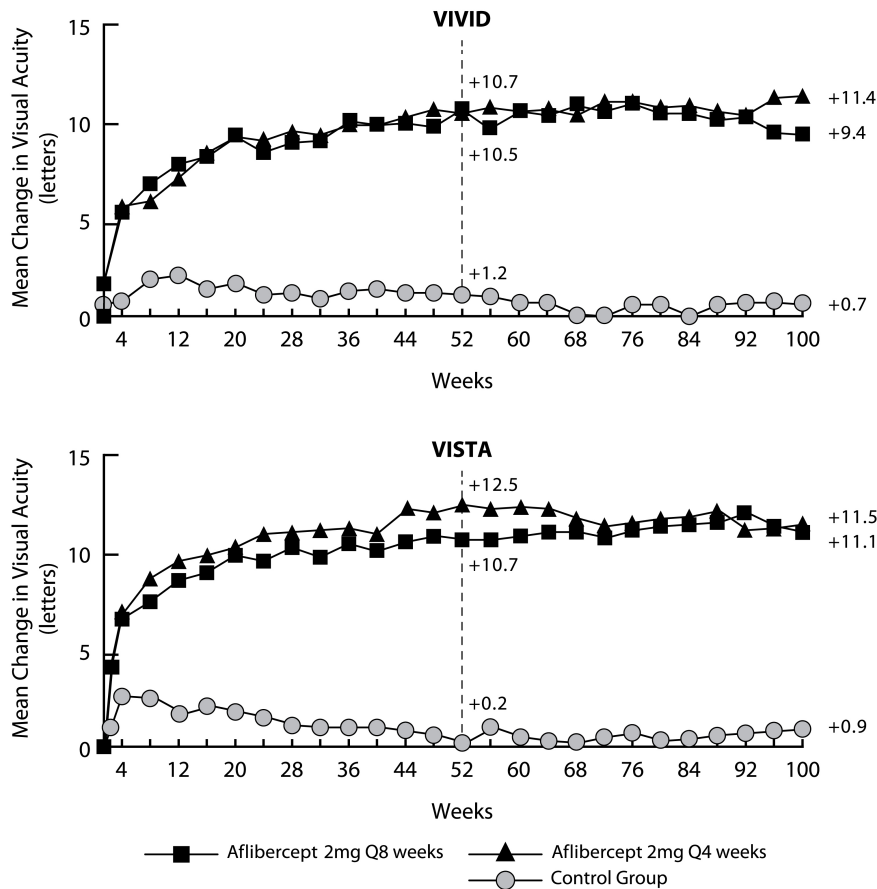 VIVID
Mean Change in Visual Acuity
(letters)
15
10
5
0
+10.7
+10.5
+1.2
+11.4
+9.4
+0.7
4 12 20 28 36 44 52 60 68 76 84 92 100
Weeks
VISTA
Mean Change in Visual Acuity
(letters)
15
10
5
0
+12.5
+10.7
+0.2
+11.5
+11.1
+0.9
4 12 20 28 36 44 52 60 68 76 84 92 100
Weeks
Aflibercept 2mg Q8 weeks
Aflibercept 2mg Q4 weeks
Control Group